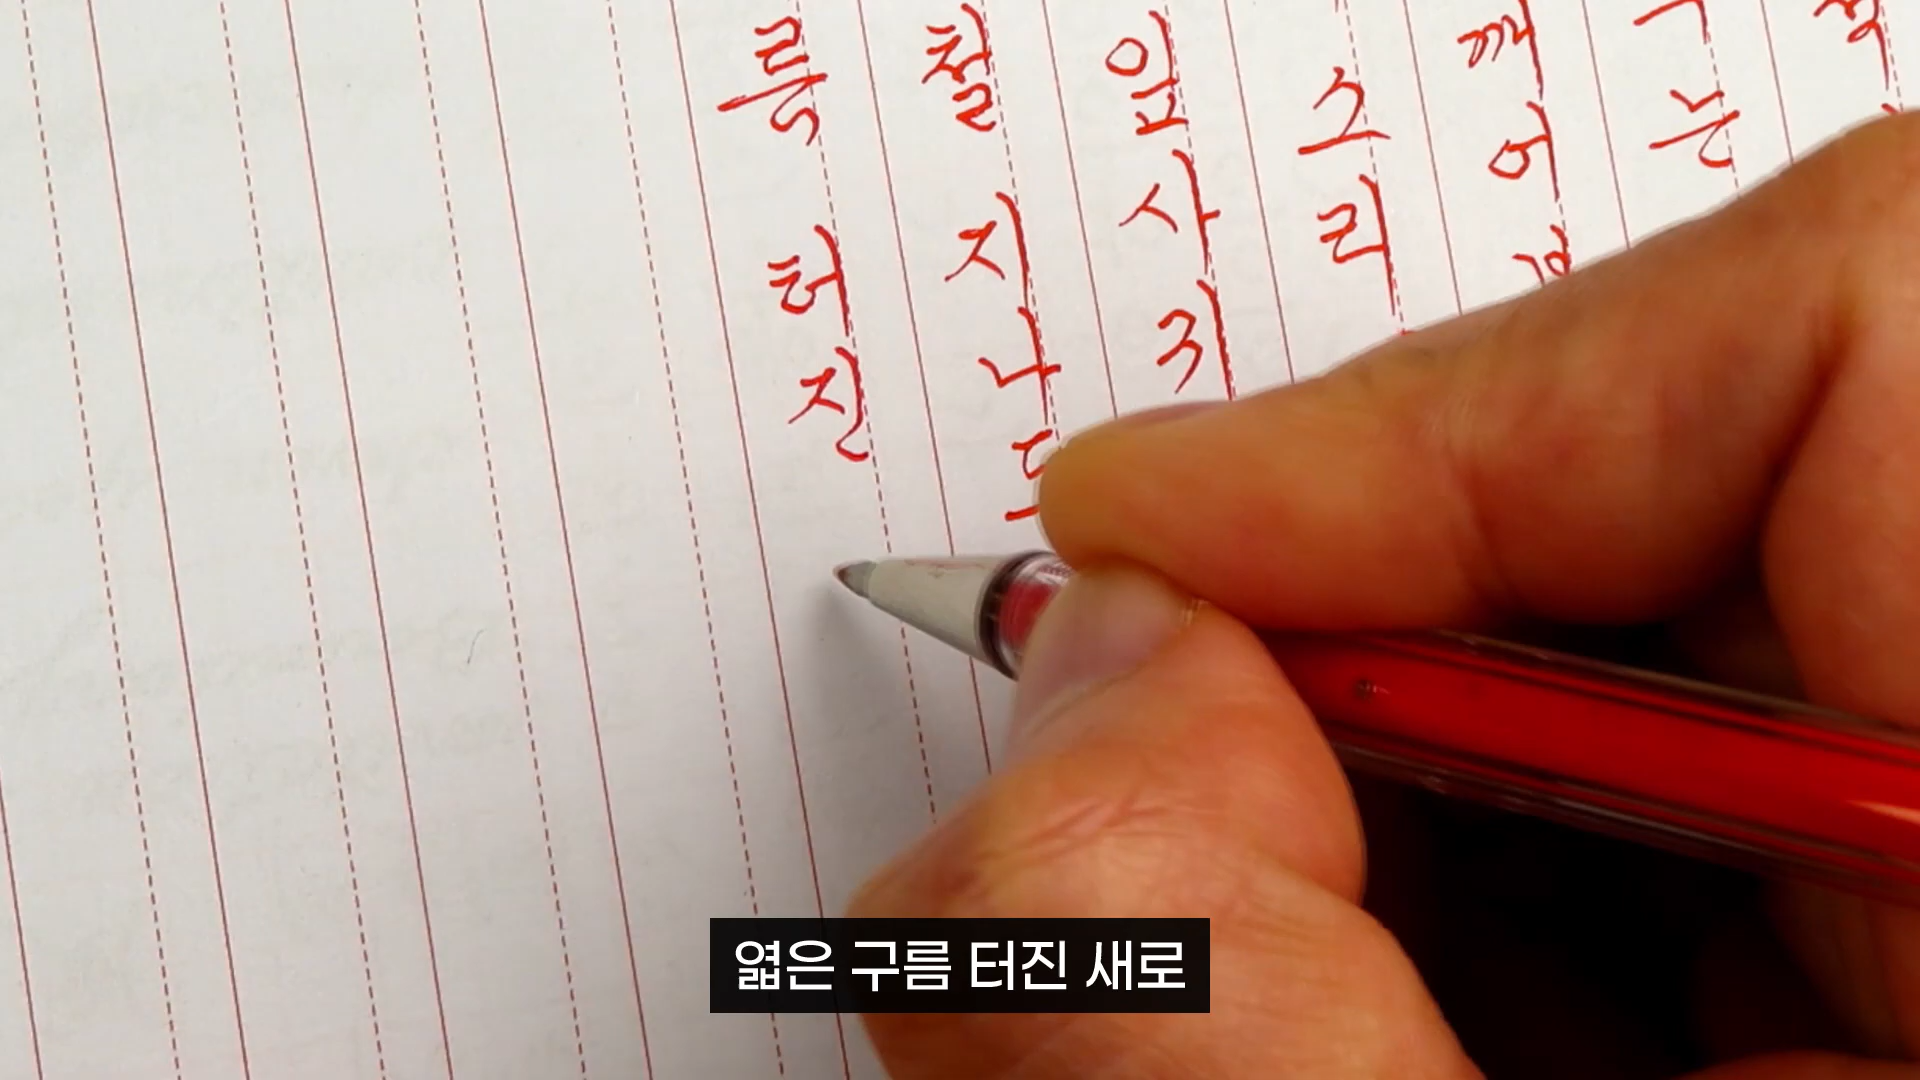 는
깨어
소리
잎사귀
철 지나도
름 터진
엷은 구름 터진 새로